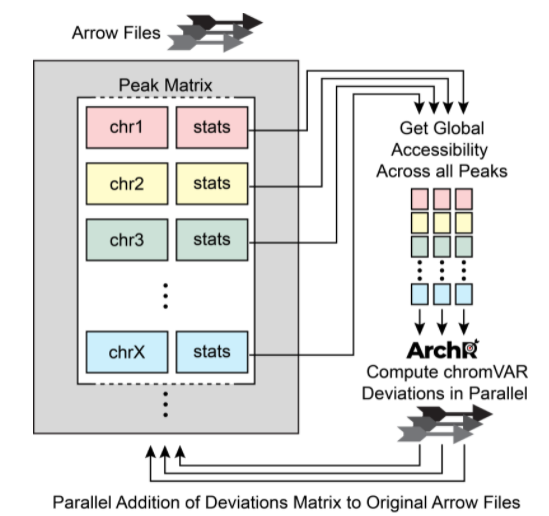 Arrow Files
Peak Matrix
chr1 stats
chr2 stats
chr3 stats
chrX stats
Get Global
Accessibility
Across all Peaks
ArchR
Compute chromVAR
Deviations in Parallel
Parallel Addition of Deviations Matrix to Original Arrow Files